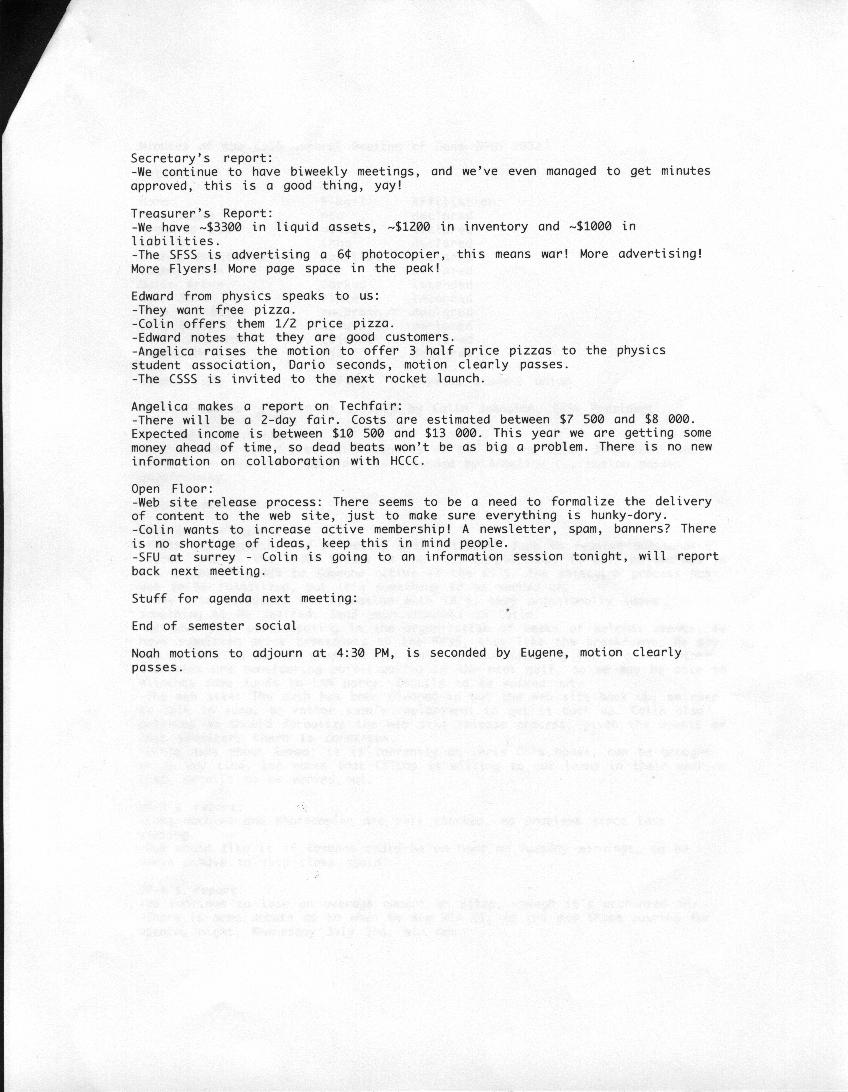 Secretary's report:
-We continue to have biweekly meetings, and we've even managed to get minutes
approved, this is a good thing, yay!
Treasurer's Report:
-We have ~$3300 in liquid assets, ~$1200 in inventory and ~$1000 in
liabilities.
-The SFSS is advertising a 6¢ photocopier, this means war! More advertising!
More Flyers! More page space in the peak!
Edward from physics speaks to us:
-They want free pizza.
-Colin offers them 1/2 price pizza.
-Edward notes that they are good customers.
-Angelica raises the motion to offer 3 half price pizzas to the physics
student association, Dario seconds, motion clearly passes.
-The CSSS is invited to the next rocket launch.
Angelica makes a report on Techfair:
-There will be a 2-day fair. Costs are estimated between $7 500 and $8 000.
Expected income is between $10 500 and $13 000. This year we are getting some
money ahead of time, so dead beats won't be as big a problem. There is no new
information on collaboration with HCCC.
Open Floor:
-Web site release process: There seems to be a need to formalize the delivery
of content to the web site, just to make sure everything is hunky-dory.
-Colin wants to increase active membership! A newsletter, spam, banners? There
is no shortage of ideas, keep this in mind people.
-SFU at surrey - Colin is going to an information session tonight, will report
back next meeting.
Stuff for agenda next meeting:
End of semester social
Noah motions to adjourn at 4:30 PM, is seconded by Eugene, motion clearly
passes.